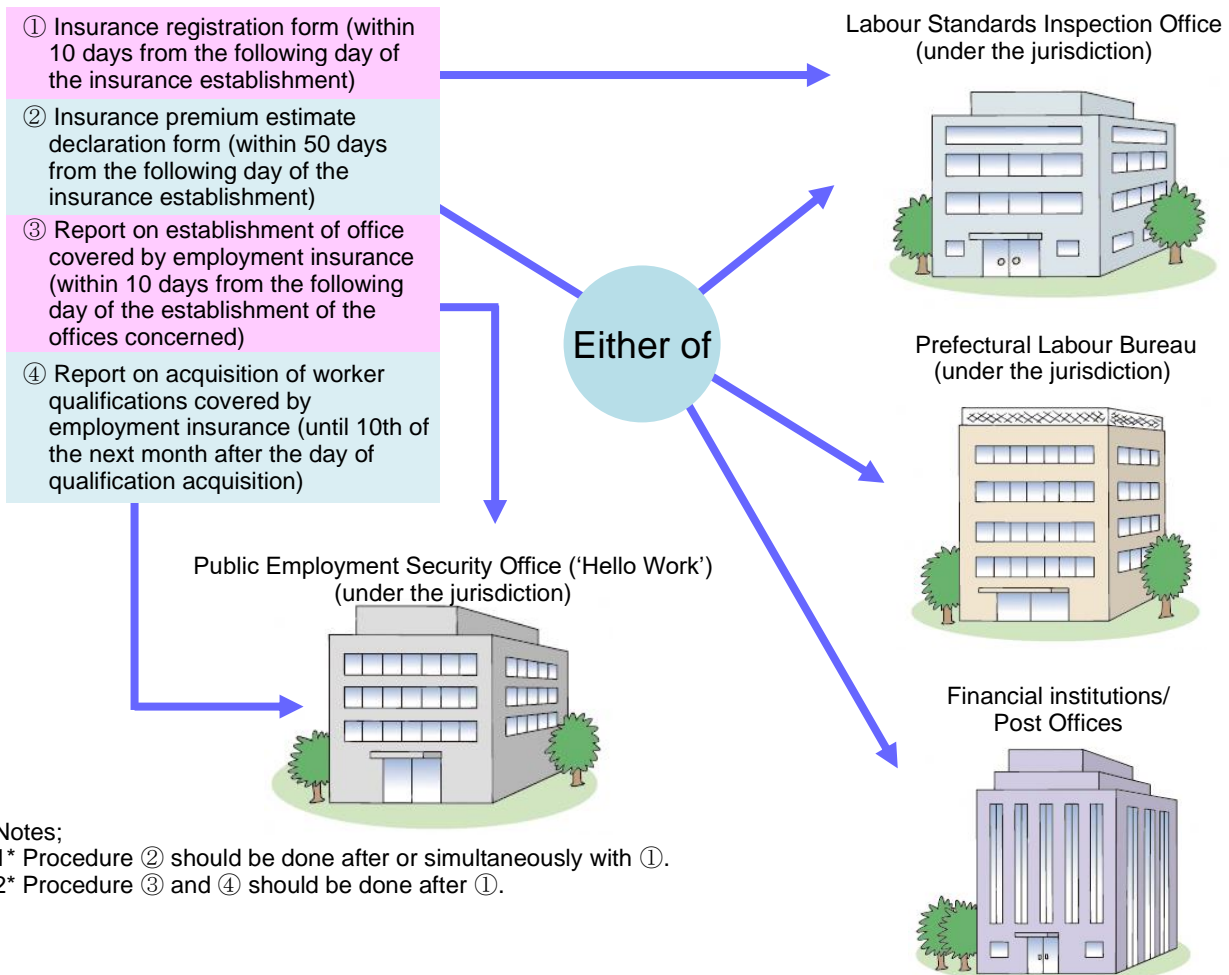 ① Insurance registration form (within
10 days from the following day of
the insurance establishment)
② Insurance premium estimate
declaration form (within 50 days
from the following day of the
insurance establishment)
③ Report on establishment of office
covered by employment insurance
(within 10 days from the following
day of the establishment of the
offices concerned)
④ Report on acquisition of worker
qualifications covered by
employment insurance (until 10th of
the next month after the day of
qualification acquisition)
Labour Standards Inspection Office
(under the jurisdiction)
Either of
Prefectural Labour Bureau
(under the jurisdiction)
Public Employment Security Office (‘Hello Work’)
(under the jurisdiction)
Financial institutions/
Post Offices
Notes;
1* Procedure ② should be done after or simultaneously with ①.
2* Procedure ③ and ④ should be done after ①.